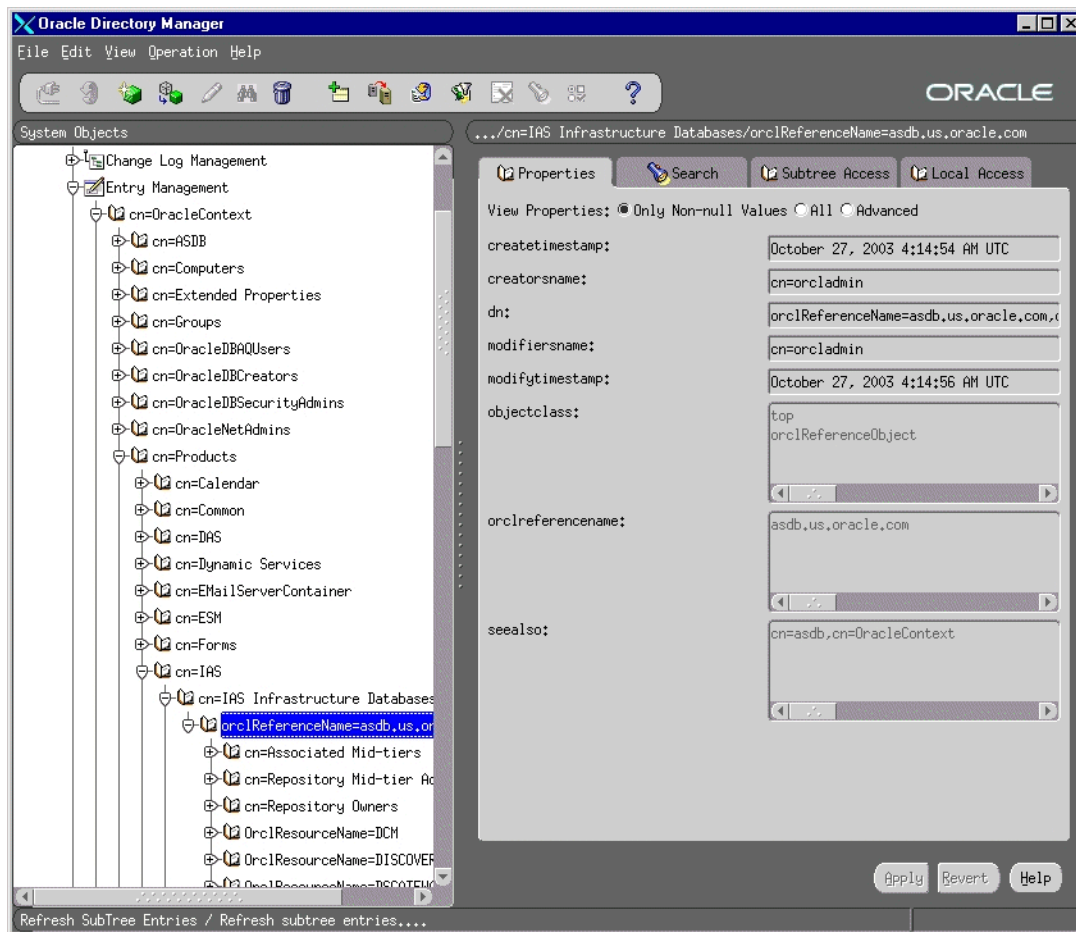 Oracle Directory Manager
File Edit View Operation Help
ORACLE
System Objects
Change Log Management
Entry Management
cn=OracleContext
cn=ASDB
cn=Computers
cn=Extended Properties
cn=Groups
cn=OracleDBAQUsers
cn=OracleDBCreators
cn=OracleDBSecurityAdmins
cn=OracleNetAdmins
cn=Products
cn=Calendar
cn=Common
cn=DAS
cn=Dynamic Services
cn=EMailServerContainer
cn=ESM
cn=Forms
cn=IAS
cn=IAS Infrastructure Databases
orclReferenceName=asdb.us.or
cn=Associated Mid-tiers
cn=Repository Mid-tier Ac
cn=Repository Owners
OrclResourceName=DCM
OrclResourceName=DISCOVER
.../cn=IAS Infrastructure Databases/orclReferenceName=asdb.us.oracle.com
Properties Search Subtree Access Local Access
View Properties: Only Non-null Values All Advanced
createtimestamp: October 27, 2003 4:14:54 AM UTC
creatorsname: cn=orcladmin
dn: orclReferenceName=asdb.us.oracle.com,
modifiersname: cn=orcladmin
modifytimestamp: October 27, 2003 4:14:56 AM UTC
objectclass: top
orclReferenceObject
orclreferencename: asdb.us.oracle.com
seealso: cn=asdb,cn=OracleContext
Apply Revert Help
Refresh SubTree Entries / Refresh subtree entries....